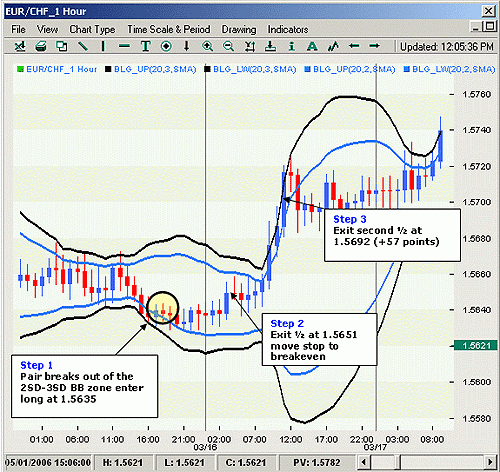 EUR/CHF_1 Hour
File View Chart Type Time Scale & Period Drawing Indicators
Updated: 12:05:36 PM
EUR/CHF_1 Hour BLG_UP(20,3,SMA) BLG_LW(20,3,SMA) BLG_UP(20,2,SMA) BLG_LW(20,2,SMA)
1.5760
1.5740
1.5720
1.5700
1.5680
1.5660
1.5640
1.5621
1.5600
1.5580
Step 3
Exit second ½ at
1.5692 (+57 points)
Step 2
Exit ½ at 1.5651
move stop to
breakeven
Step 1
Pair breaks out of the
2SD-3SD BB zone enter
long at 1.5635
01:00 07:00 12:00 16:00 20:00 02:00 07:00 12:00 17:00 22:00 03:00 08:00
03/16 03/17
05/01/2006 15:06:00 H: 1.5621 L: 1.5621 C: 1.5621 PV: 1.5782